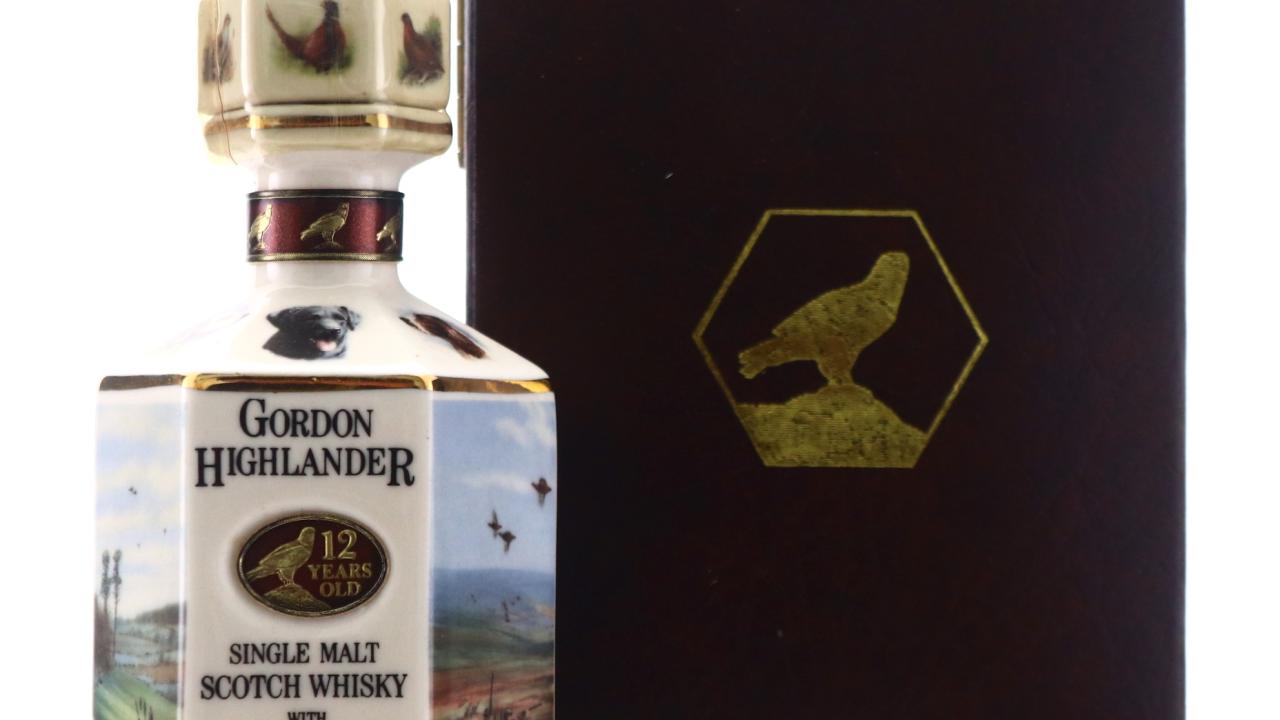 GORDON
HIGHLANDER
12
YEARS
OLD
SINGLE MALT
SCOTCH WHISKY
WITH